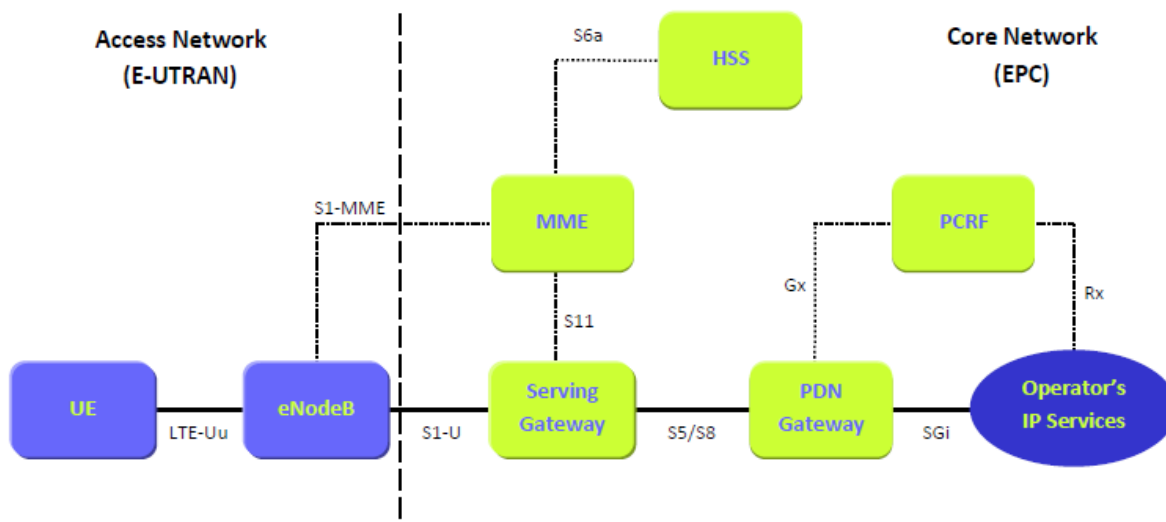 Access Network
(E-UTRAN)
S6a
HSS
Core Network
(EPC)
S1-MME
MME
PCRF
Gx
Rx
S11
UE
eNodeB
Serving
Gateway
PDN
Gateway
Operator's
IP Services
LTE-Uu
S1-U
S5/S8
SGi